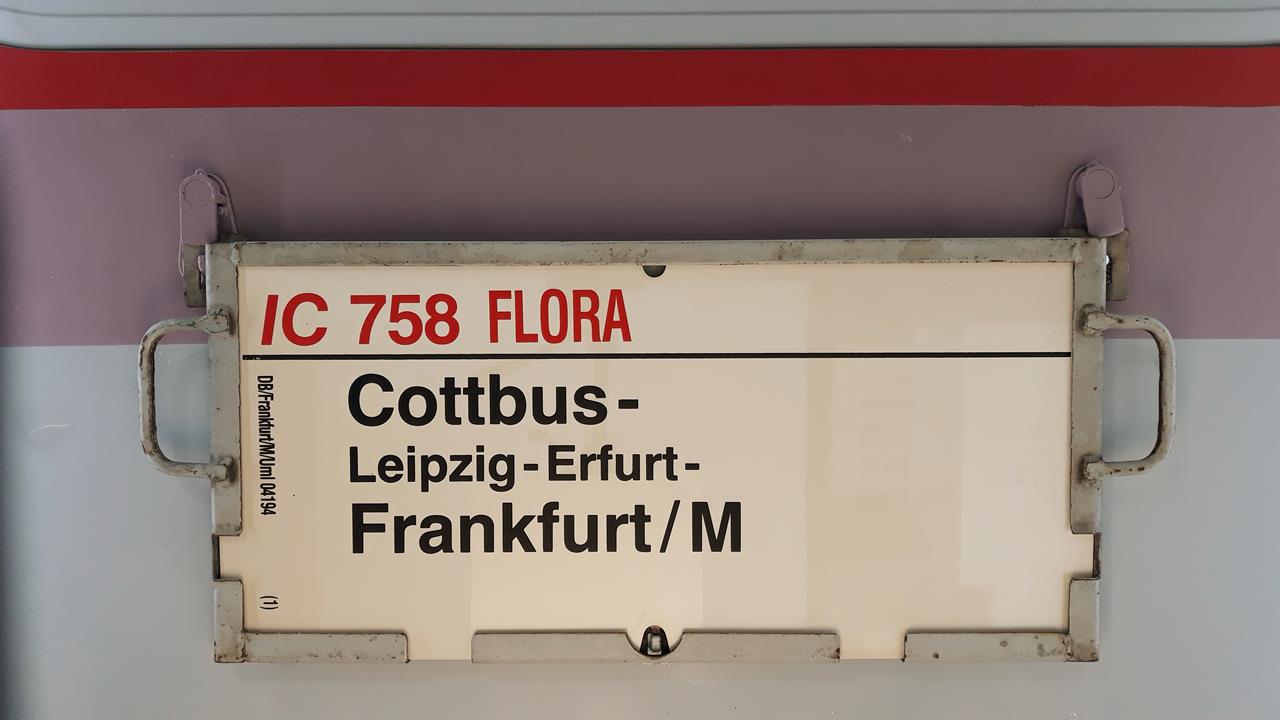 IC 758 FLORA
Cottbus-
Leipzig-Erfurt-
Frankfurt/M
DB/Frankfurt/M/Uml 04194
(1)